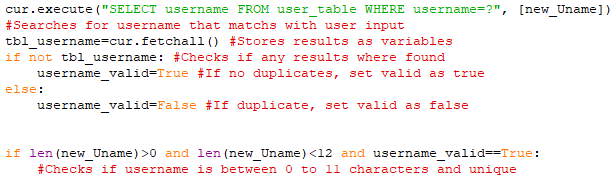 cur.execute("SELECT username FROM user_table WHERE username=?", [new_Uname])
#Searches for username that matchs with user input
tbl_username=cur.fetchall() #Stores results as variables
if not tbl_username: #Checks if any results where found
    username_valid=True #If no duplicates, set valid as true
else:
    username_valid=False #If duplicate, set valid as false
if len(new_Uname)>0 and len(new_Uname)<12 and username_valid==True:
    #Checks if username is between 0 to 11 characters and unique